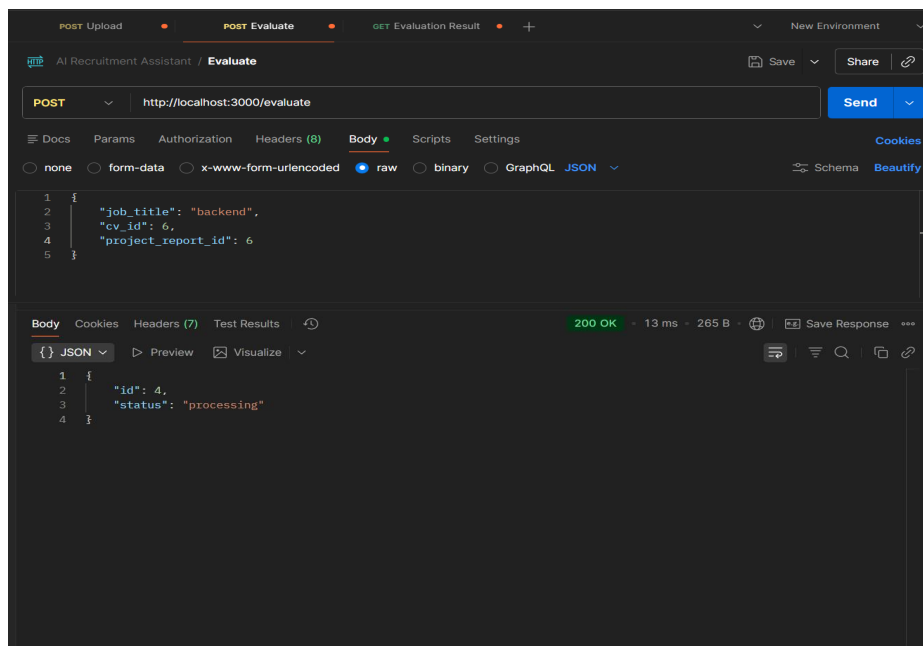 POST Upload POST Evaluate GET Evaluation Result New Environment
HTTP AI Recruitment Assistant / Evaluate Save Share
POST http://localhost:3000/evaluate Send
Docs Params Authorization Headers (8) Body Scripts Settings Cookies
none form-data x-www-form-urlencoded raw binary GraphQL JSON Schema Beautify
1 {
2 "job_title": "backend",
3 "cv_id": 6,
4 "project_report_id": 6
5 }
Body Cookies Headers (7) Test Results 200 OK 13 ms 265 B Save Response
{} JSON Preview Visualize
1 {
2 "id": 4,
3 "status": "processing"
4 }